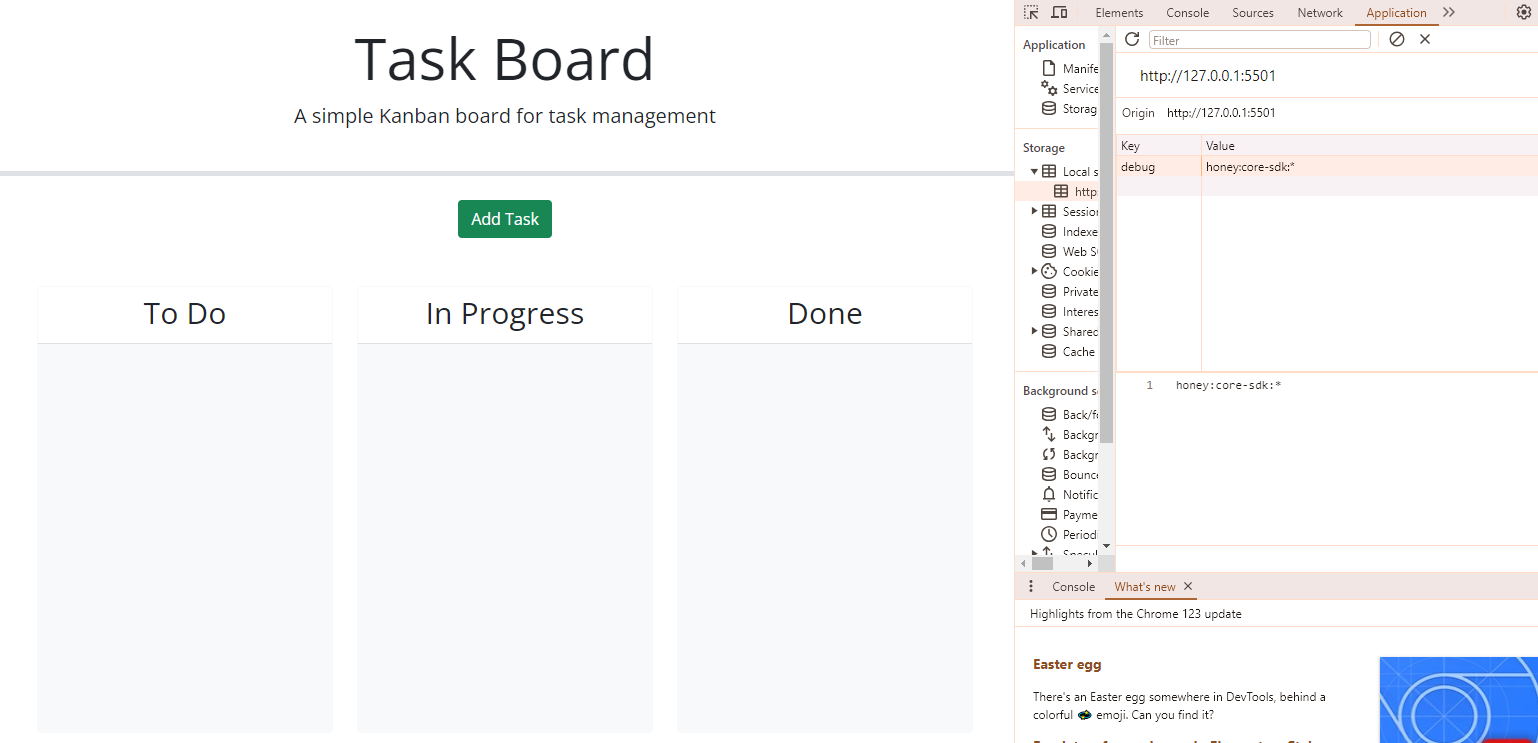 Task Board
A simple Kanban board for task management
Add Task
To Do
In Progress
Done
Elements Console Sources Network Application
Filter
Application
Manife
Service
Storag
Storage
Local s
http:
Session
Indexe
Web S
Cookie
Private
Interes
Shared
Cache
Background s
Back/fo
Backgr
Backgr
Bounce
Notific
Payme
Periodi
http://127.0.0.1:5501
Origin http://127.0.0.1:5501
Key Value
debug honey:core-sdk:*
1 honey:core-sdk:*
Console What's new
Highlights from the Chrome 123 update
Easter egg
There's an Easter egg somewhere in DevTools, behind a
colorful 🐟 emoji. Can you find it?